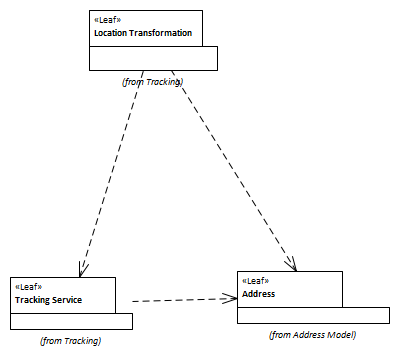 «Leaf»
Location Transformation
(from Tracking)
«Leaf»
Tracking Service
(from Tracking)
«Leaf»
Address
(from Address Model)